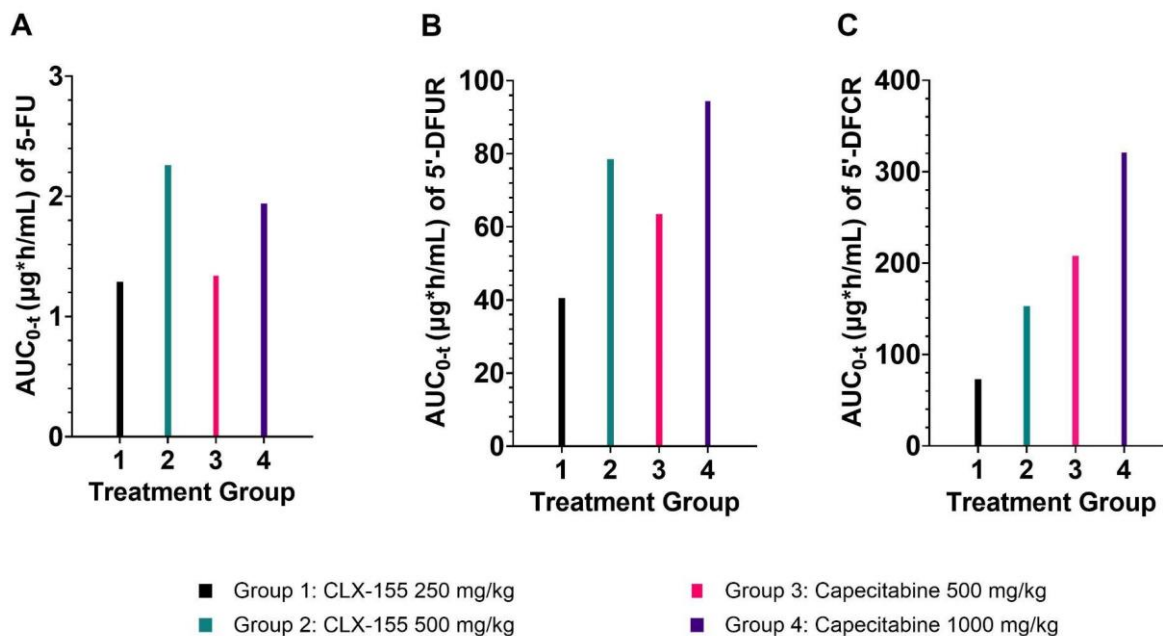 A
AUC0-t (µg*h/mL) of 5-FU
3
2
1
0
1 2 3 4
Treatment Group
B
AUC0-t (µg*h/mL) of 5'-DFUR
100
80
60
40
20
0
1 2 3 4
Treatment Group
C
AUC0-t (µg*h/mL) of 5'-DFCR
400
300
200
100
0
1 2 3 4
Treatment Group
Group 1: CLX-155 250 mg/kg
Group 2: CLX-155 500 mg/kg
Group 3: Capecitabine 500 mg/kg
Group 4: Capecitabine 1000 mg/kg